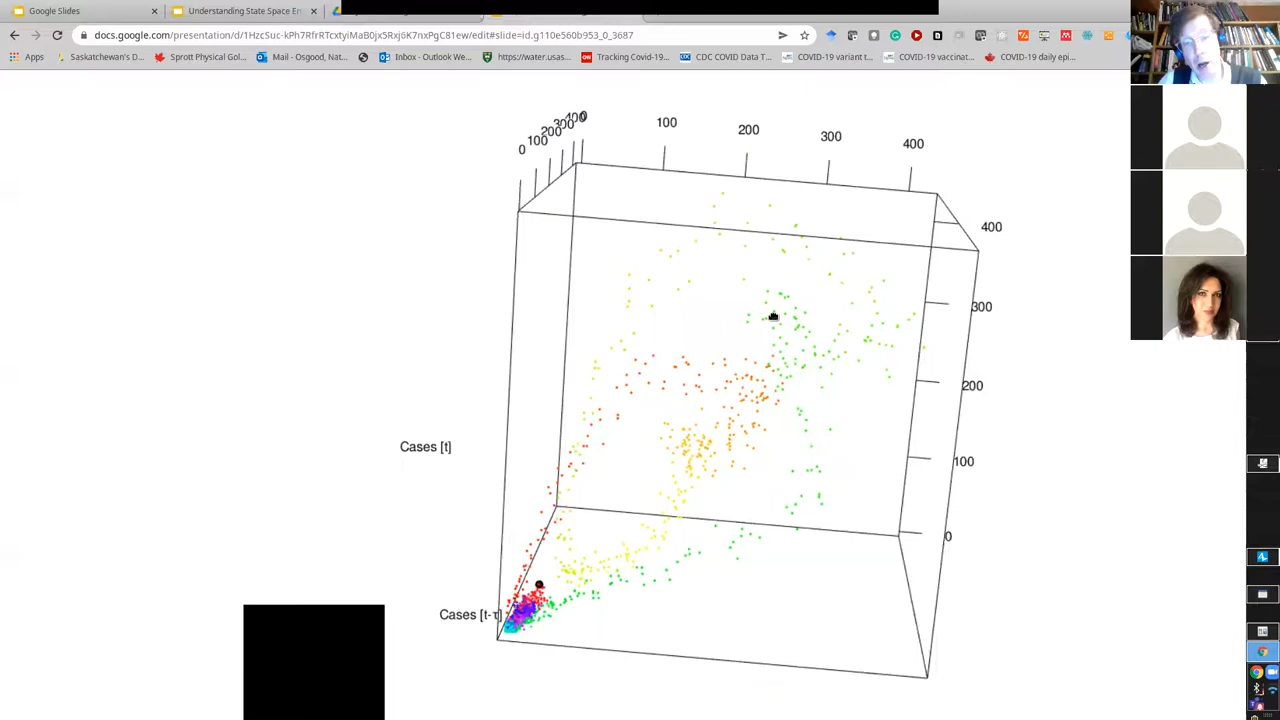 Google Slides
Understanding State Space En
docs.google.com/presentation/d/1HzcSuc-kPh7RfrRTcxtyiMaB0jx5Rxj6K7nxPgC81ew/edit#slide=id.g110e560b953_0_3687
Apps
Saskatchewan's D...
Sprott Physical Gol...
Mail - Osgood, Nat...
Inbox - Outlook We...
https://water.usas...
Tracking Covid-19...
CDC COVID Data T...
COVID-19 variant t...
COVID-19 vaccinat...
COVID-19 daily epi...
0 100 200 300 400
0 100 200 300 400
400
300
200
100
0
Cases [t]
Cases [t-τ]